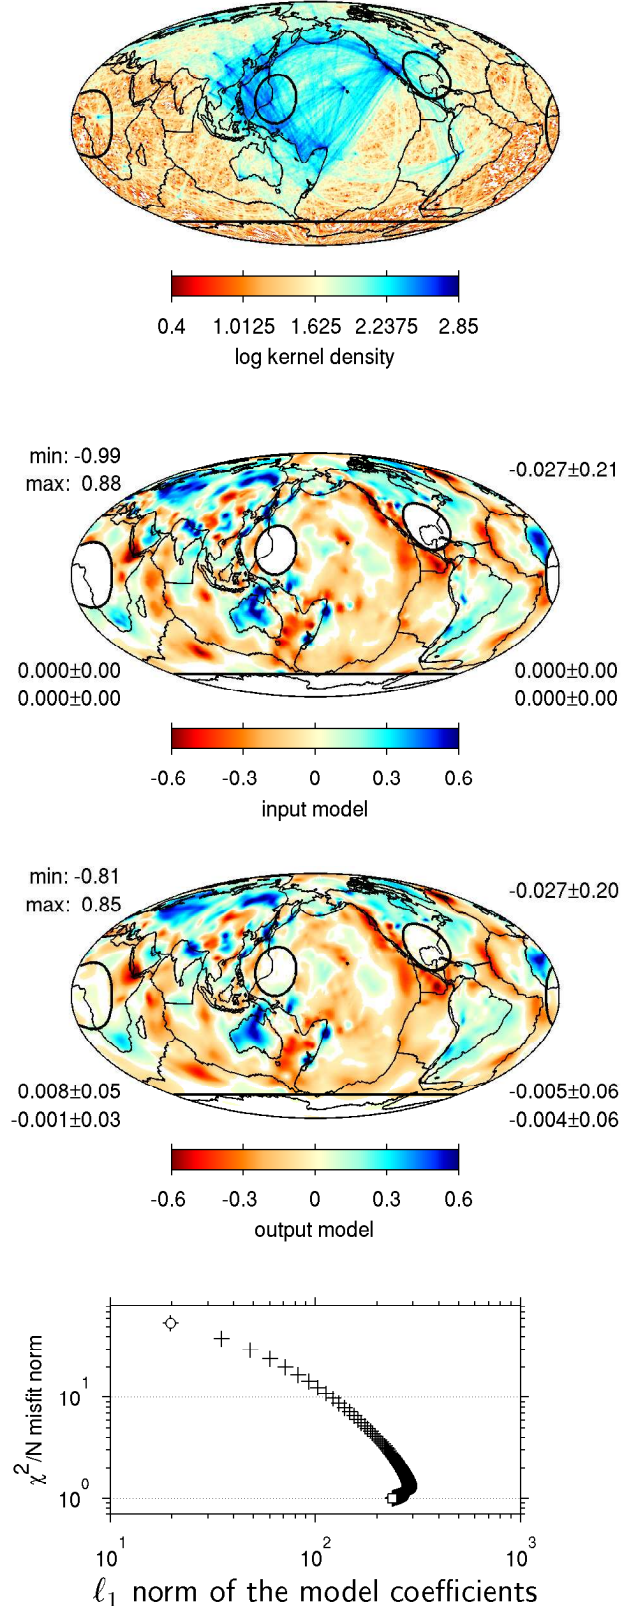 0.4 1.0125 1.625 2.2375 2.85
log kernel density
min: -0.99
max: 0.88
-0.027±0.21
0.000±0.00
0.000±0.00
0.000±0.00
0.000±0.00
-0.6 -0.3 0 0.3 0.6
input model
min: -0.81
max: 0.85
-0.027±0.20
0.008±0.05
-0.001±0.03
-0.005±0.06
-0.004±0.06
-0.6 -0.3 0 0.3 0.6
output model
χ²/N misfit norm
10¹
10⁰
10¹ 10² 10³
ℓ₁ norm of the model coefficients